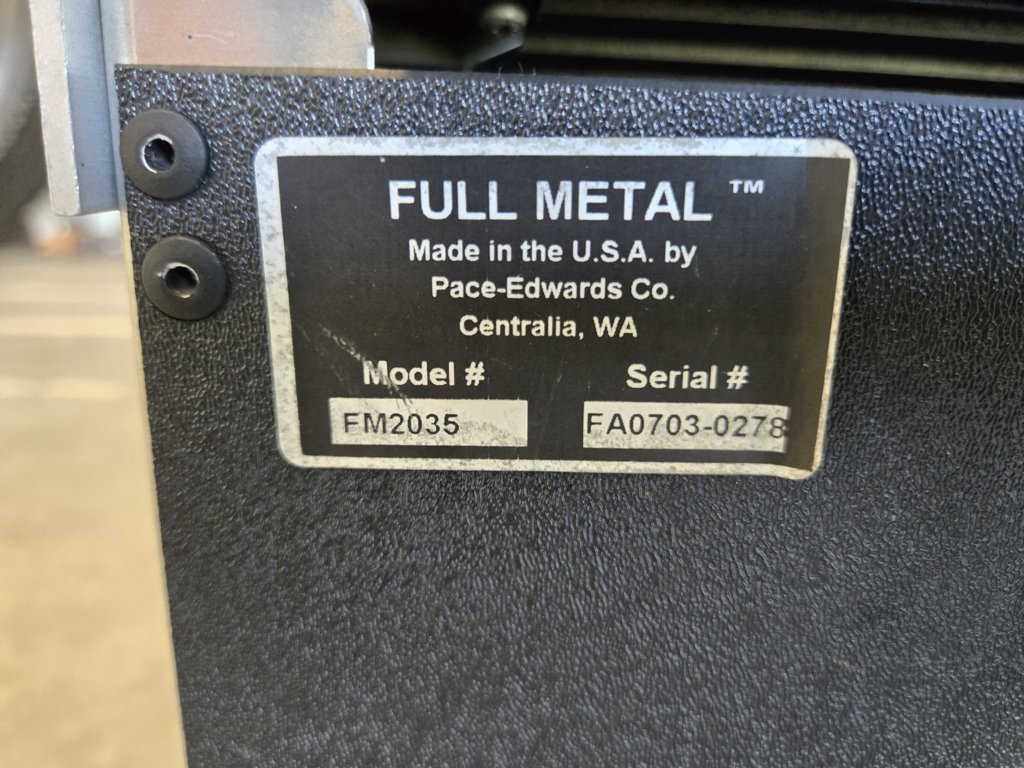 FULL METAL ™
Made in the U.S.A. by
Pace-Edwards Co.
Centralia, WA
Model # Serial #
FM2035 FA0703-0278